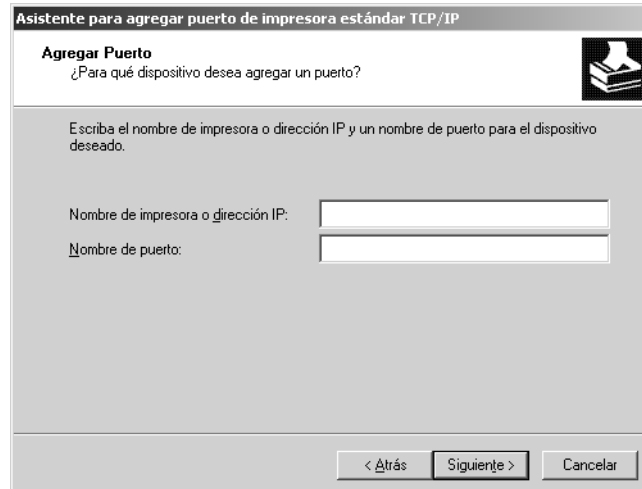 Asistente para agregar puerto de impresora estándar TCP/IP
Agregar Puerto
¿Para qué dispositivo desea agregar un puerto?
Escriba el nombre de impresora o dirección IP y un nombre de puerto para el dispositivo
deseado.
Nombre de impresora o dirección IP:
Nombre de puerto:
< Atrás
Siguiente >
Cancelar